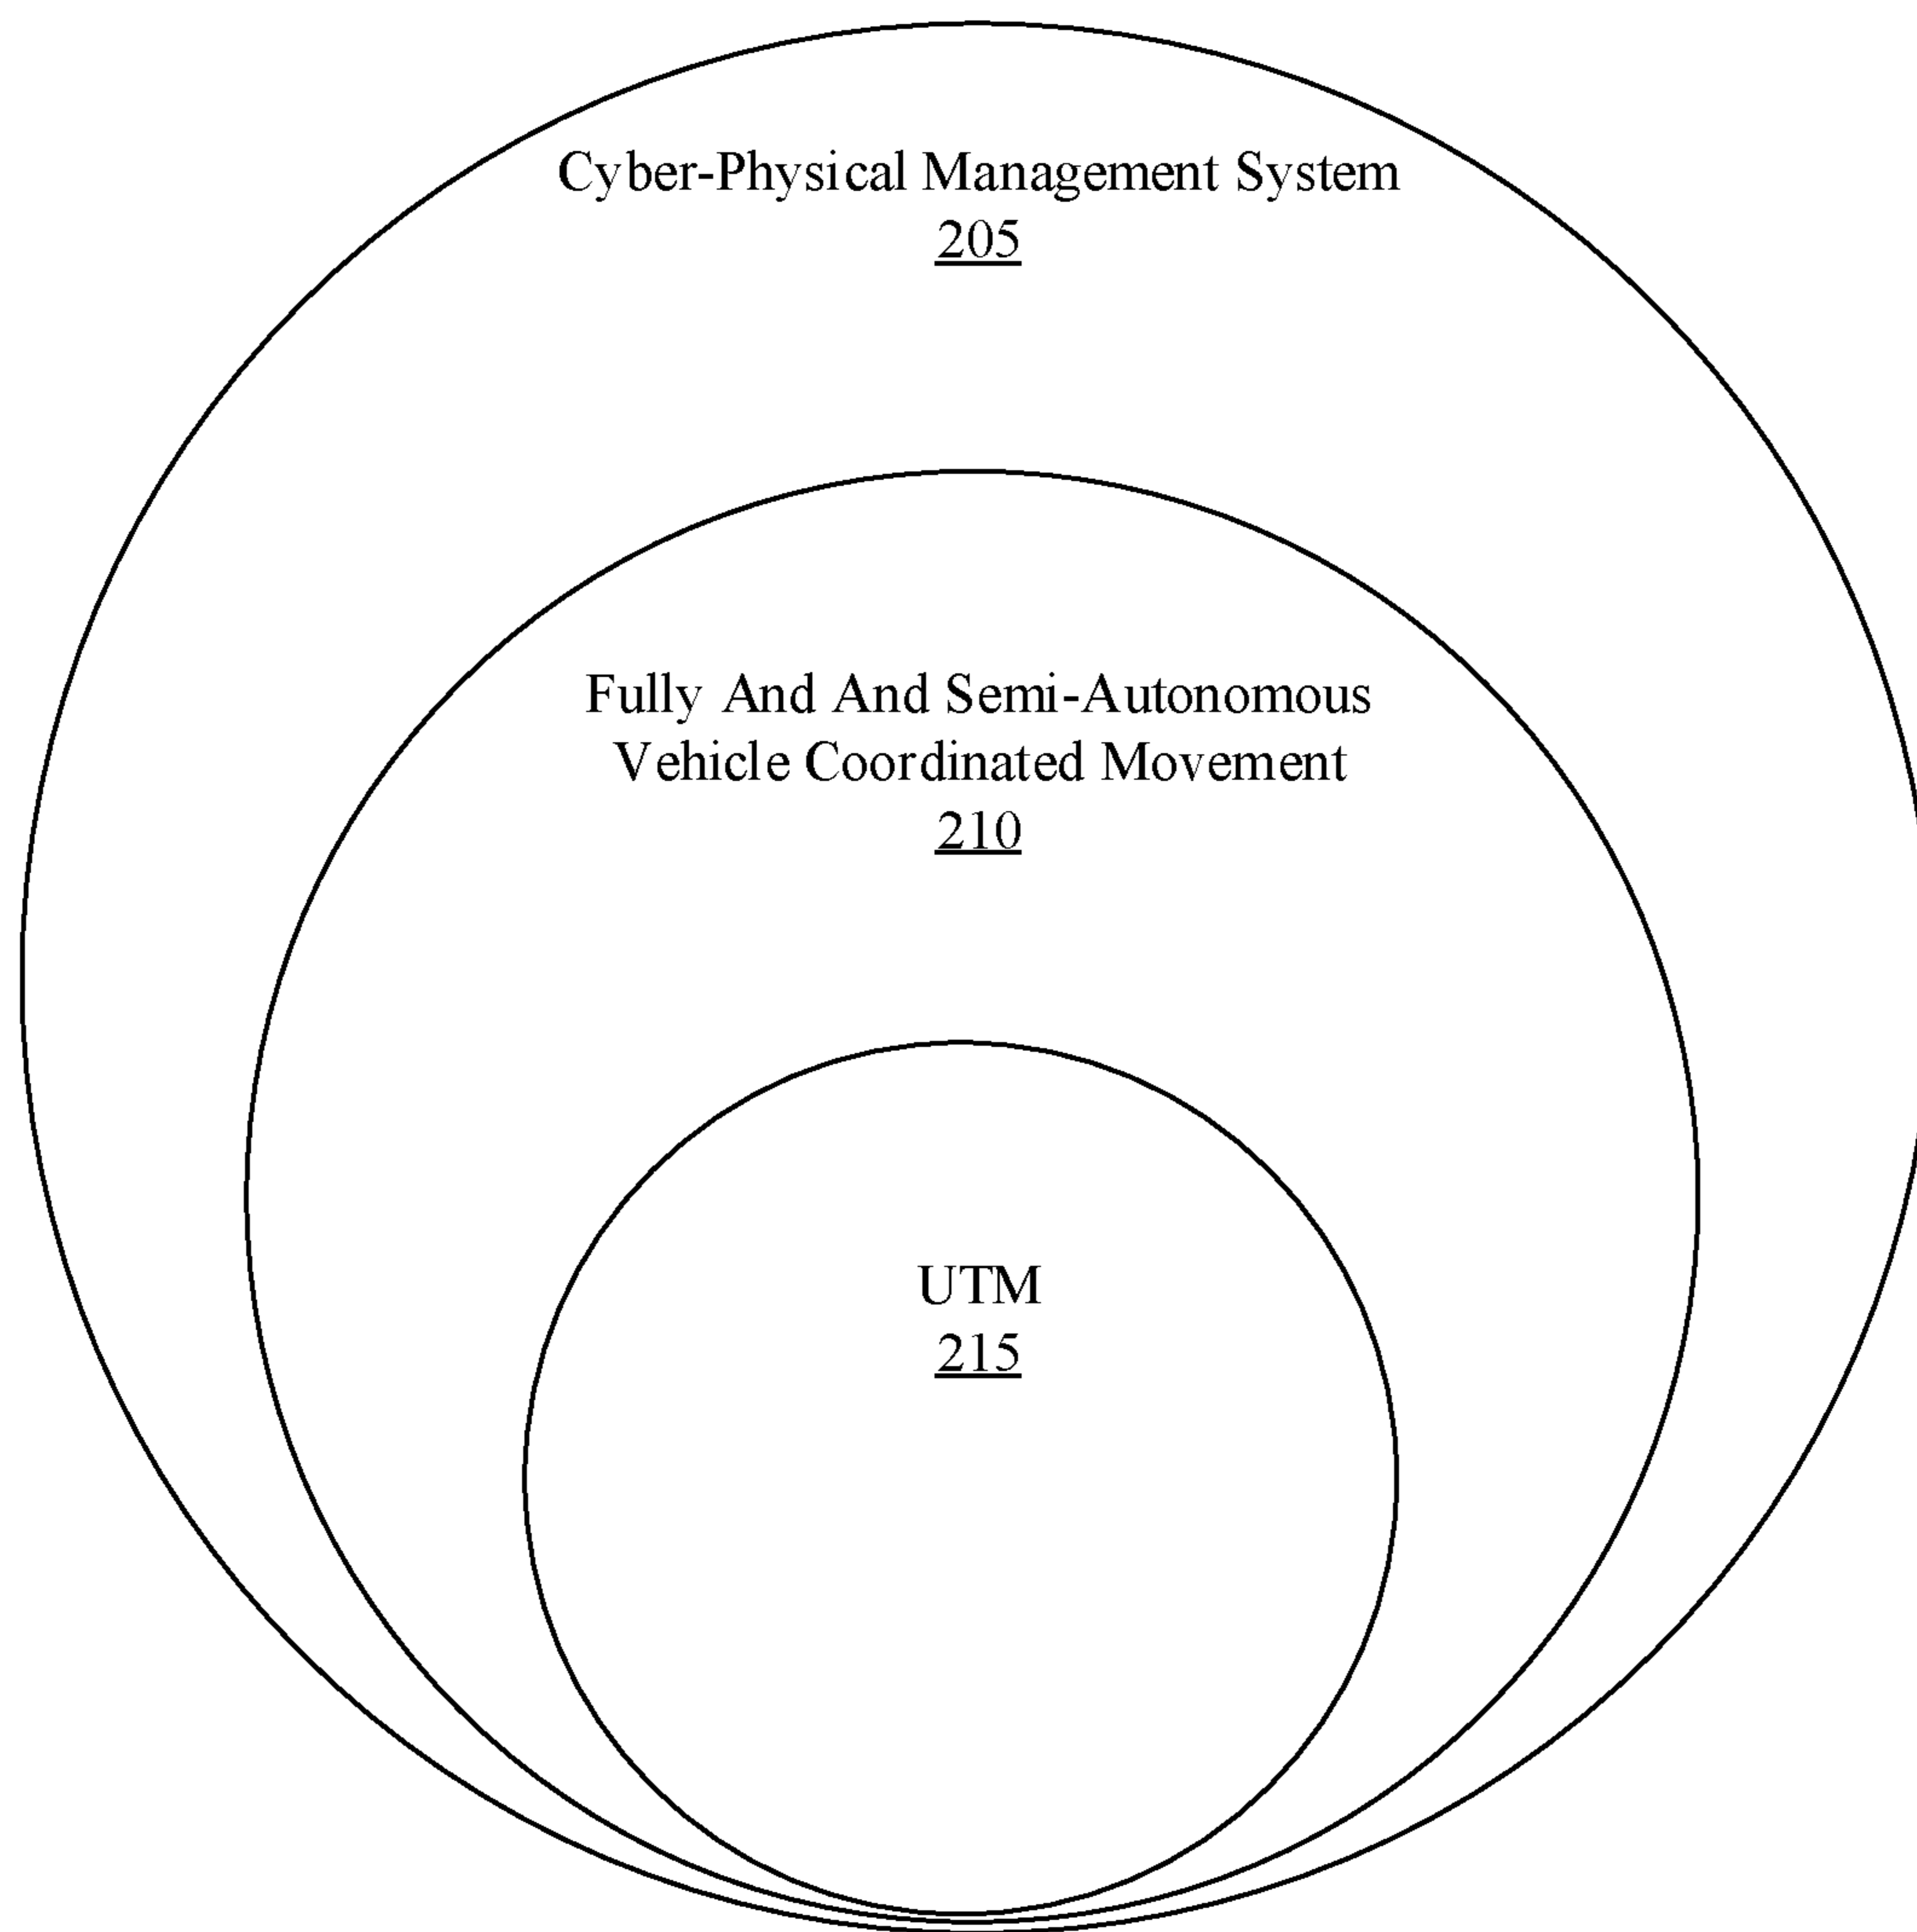 Cyber-Physical Management System
205
Fully And And Semi-Autonomous
Vehicle Coordinated Movement
210
UTM
215